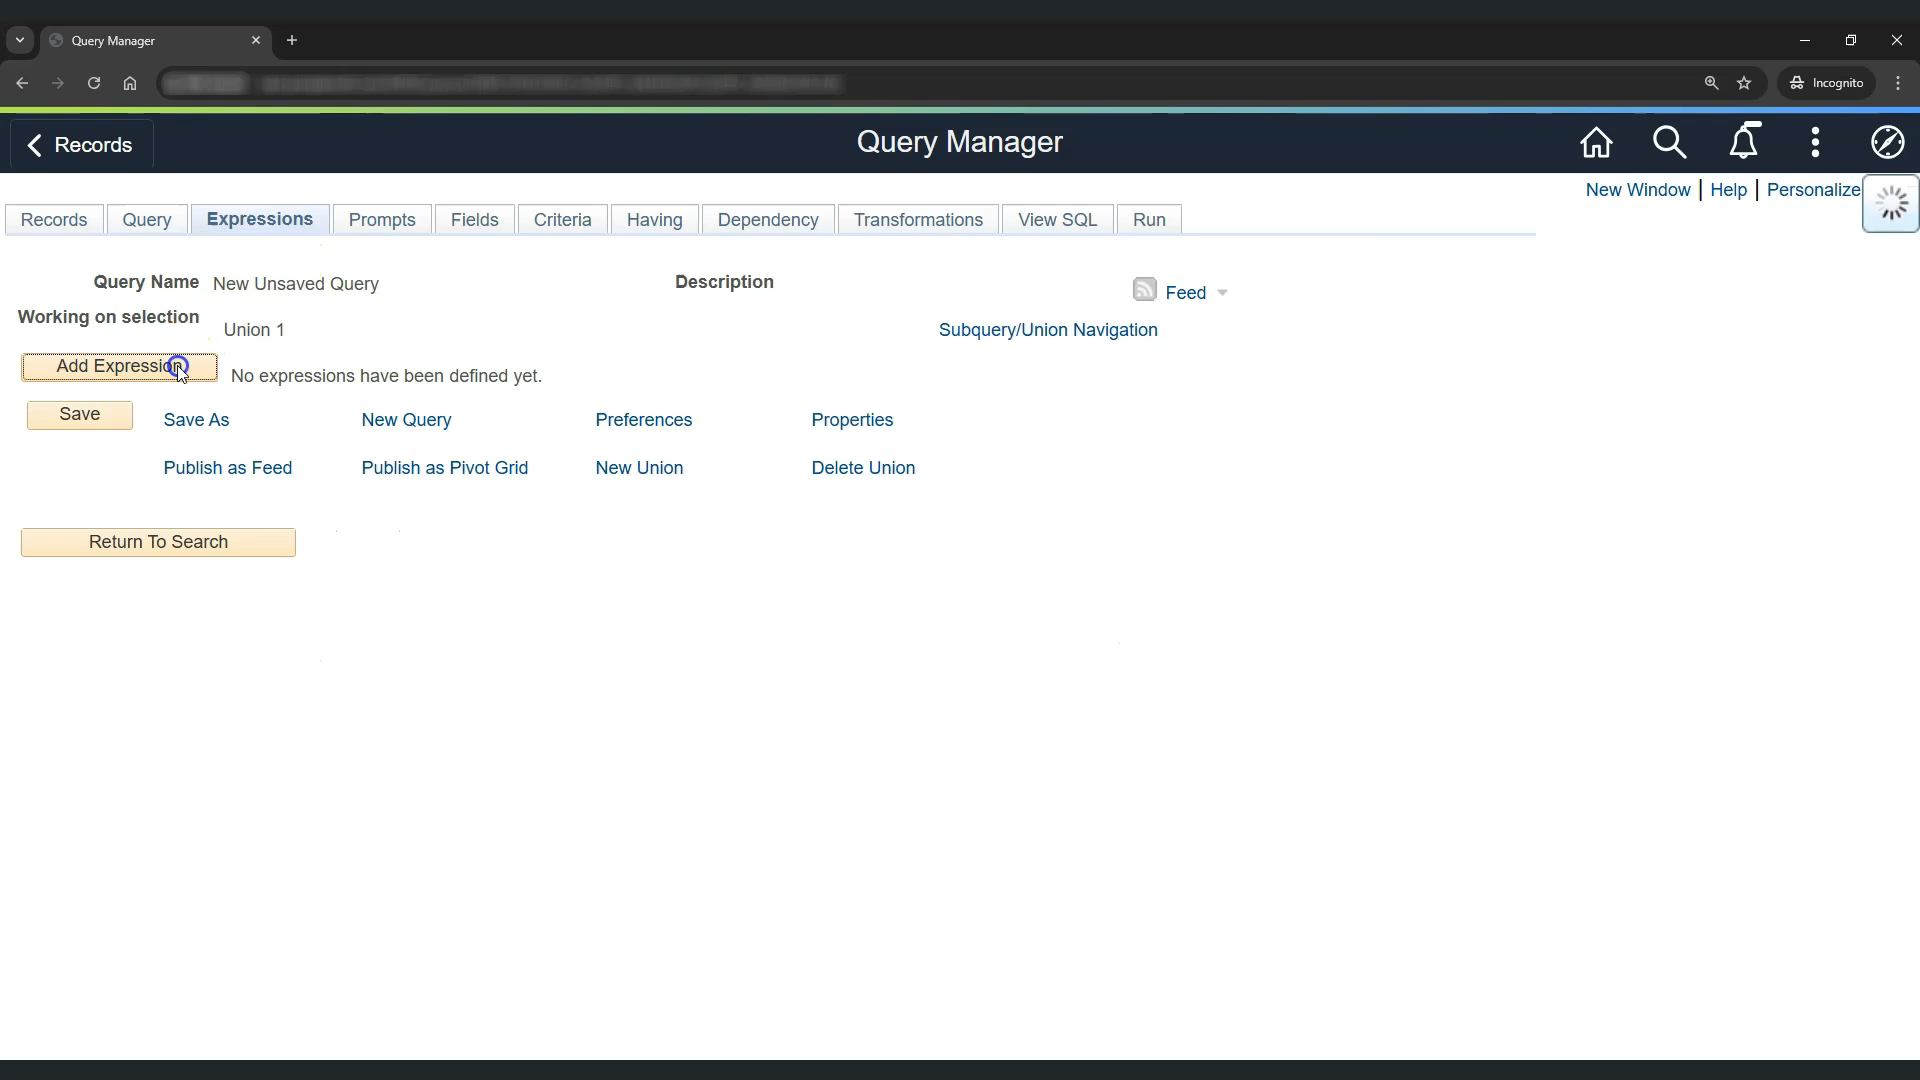 Query Manager
Incognito
Records
Query Manager
New Window | Help | Personalize
Records Query Expressions Prompts Fields Criteria Having Dependency Transformations View SQL Run
Query Name New Unsaved Query Description
Feed
Working on selection
Union 1 Subquery/Union Navigation
Add Expression No expressions have been defined yet.
Save Save As New Query Preferences Properties
Publish as Feed Publish as Pivot Grid New Union Delete Union
Return To Search